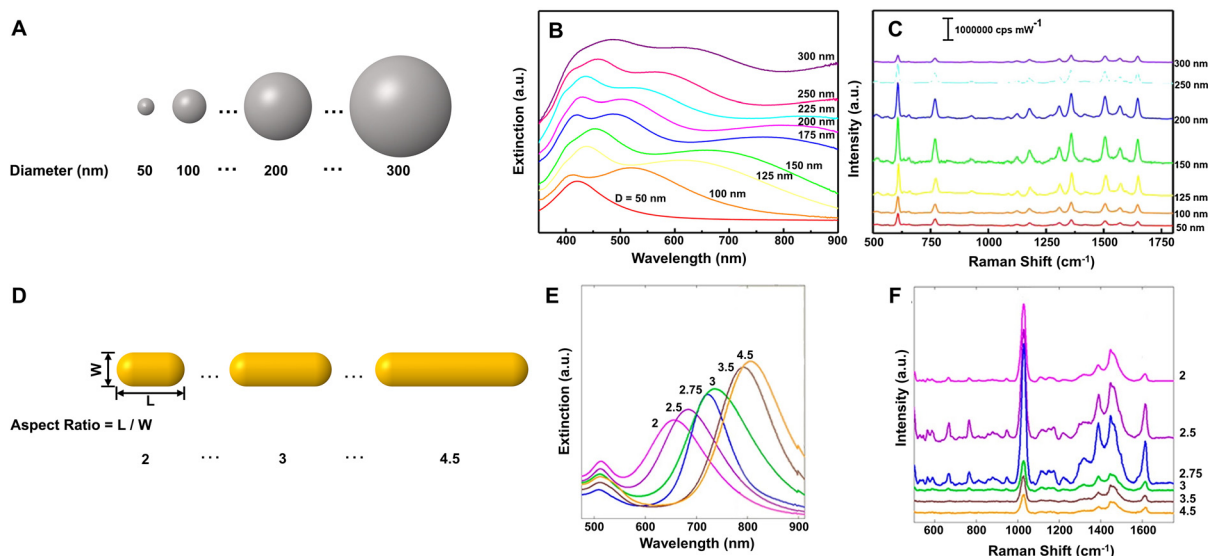 A
Diameter (nm)
50
100
...
200
...
300
...
...
B
Extinction (a.u.)
300 nm
250 nm
225 nm
200 nm
175 nm
150 nm
125 nm
100 nm
D = 50 nm
400 500 600 700 800 900
Wavelength (nm)
C
1000000 cps mW⁻¹
Intensity (a.u.)
300 nm
250 nm
200 nm
150 nm
125 nm
100 nm
50 nm
500 750 1000 1250 1500 1750
Raman Shift (cm⁻¹)
D
W
L
...
...
Aspect Ratio = L / W
2 ... 3 ... 4.5
E
Extinction (a.u.)
2
2.5
2.75
3
3.5
4.5
500 600 700 800 900
Wavelength (nm)
F
Intensity (a.u.)
2
2.5
2.75
3
3.5
4.5
600 800 1000 1200 1400 1600
Raman Shift (cm⁻¹)